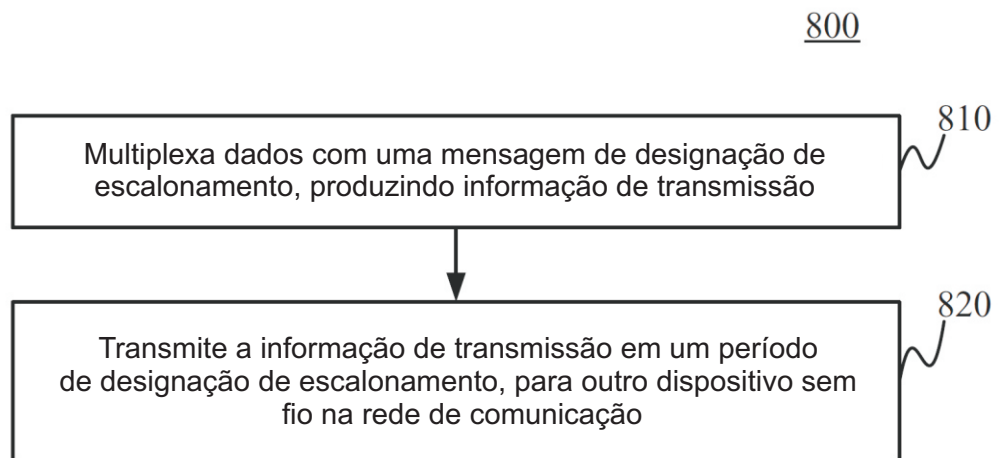 800
810
Multiplexa dados com uma mensagem de designação de
escalonamento, produzindo informação de transmissão
820
Transmite a informação de transmissão em um período
de designação de escalonamento, para outro dispositivo sem
fio na rede de comunicação